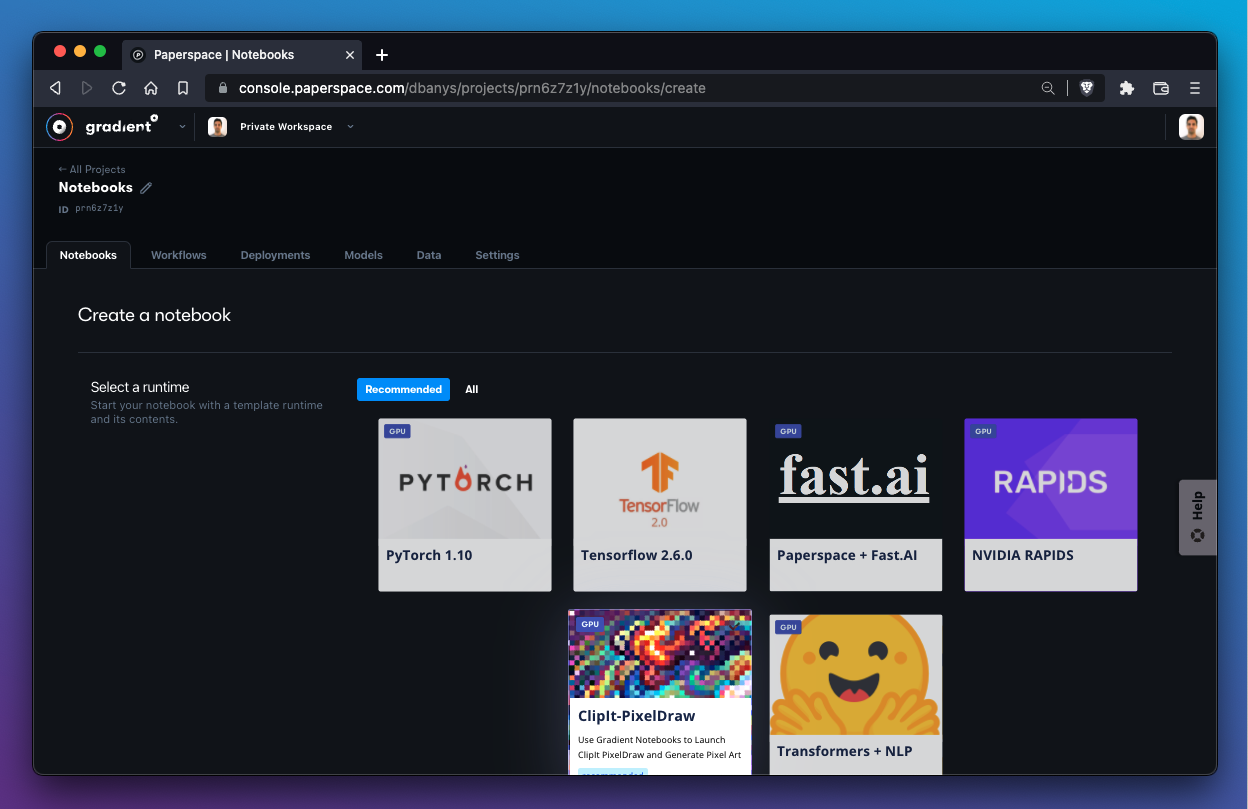 Paperspace | Notebooks
console.paperspace.com/dbanys/projects/prn6z7z1y/notebooks/create
gradient
Private Workspace
← All Projects
Notebooks
ID prn6z7z1y
Notebooks Workflows Deployments Models Data Settings
Create a notebook
Select a runtime
Start your notebook with a template runtime
and its contents.
Recommended All
GPU
PYTORCH
PyTorch 1.10
TensorFlow
2.0
Tensorflow 2.6.0
GPU
fast.ai
Paperspace + Fast.AI
GPU
RAPIDS
NVIDIA RAPIDS
Help
GPU
ClipIt-PixelDraw
Use Gradient Notebooks to Launch
ClipIt PixelDraw and Generate Pixel Art
recommended
GPU
Transformers + NLP